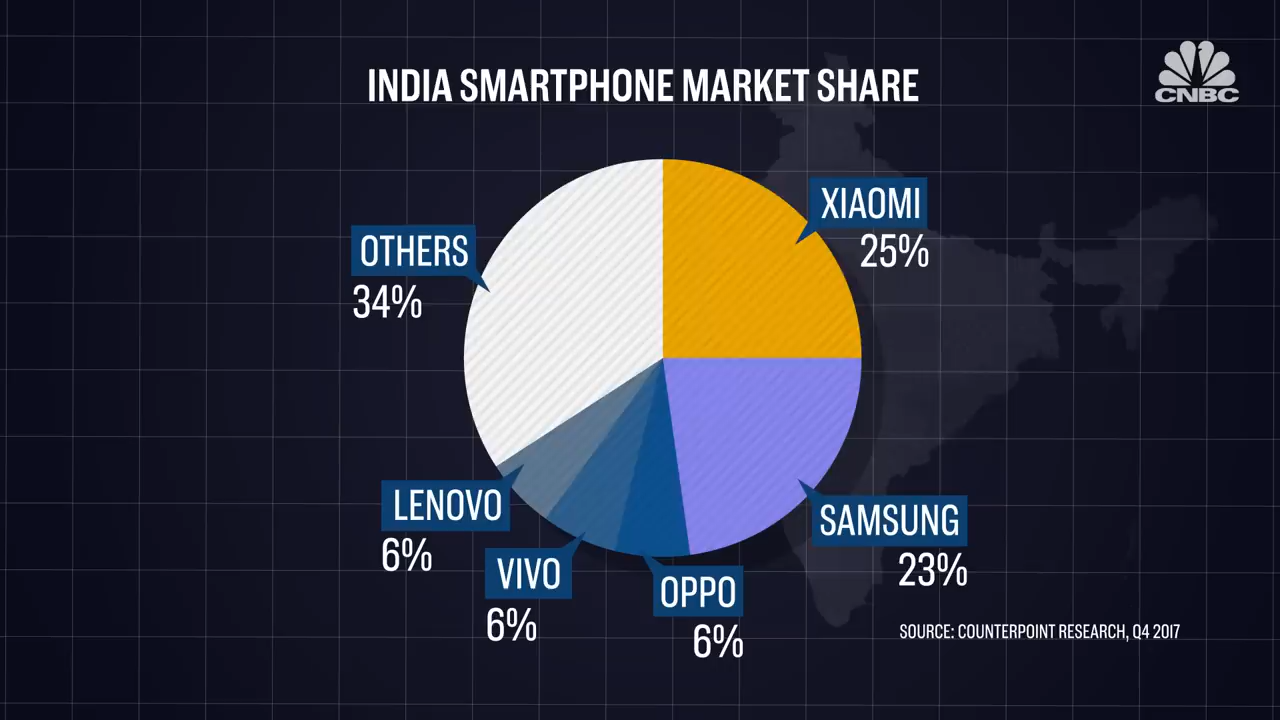 INDIA SMARTPHONE MARKET SHARE
CNBC
XIAOMI
25%
OTHERS
34%
LENOVO
6%
SAMSUNG
23%
VIVO
6%
OPPO
6%
SOURCE: COUNTERPOINT RESEARCH, Q4 2017